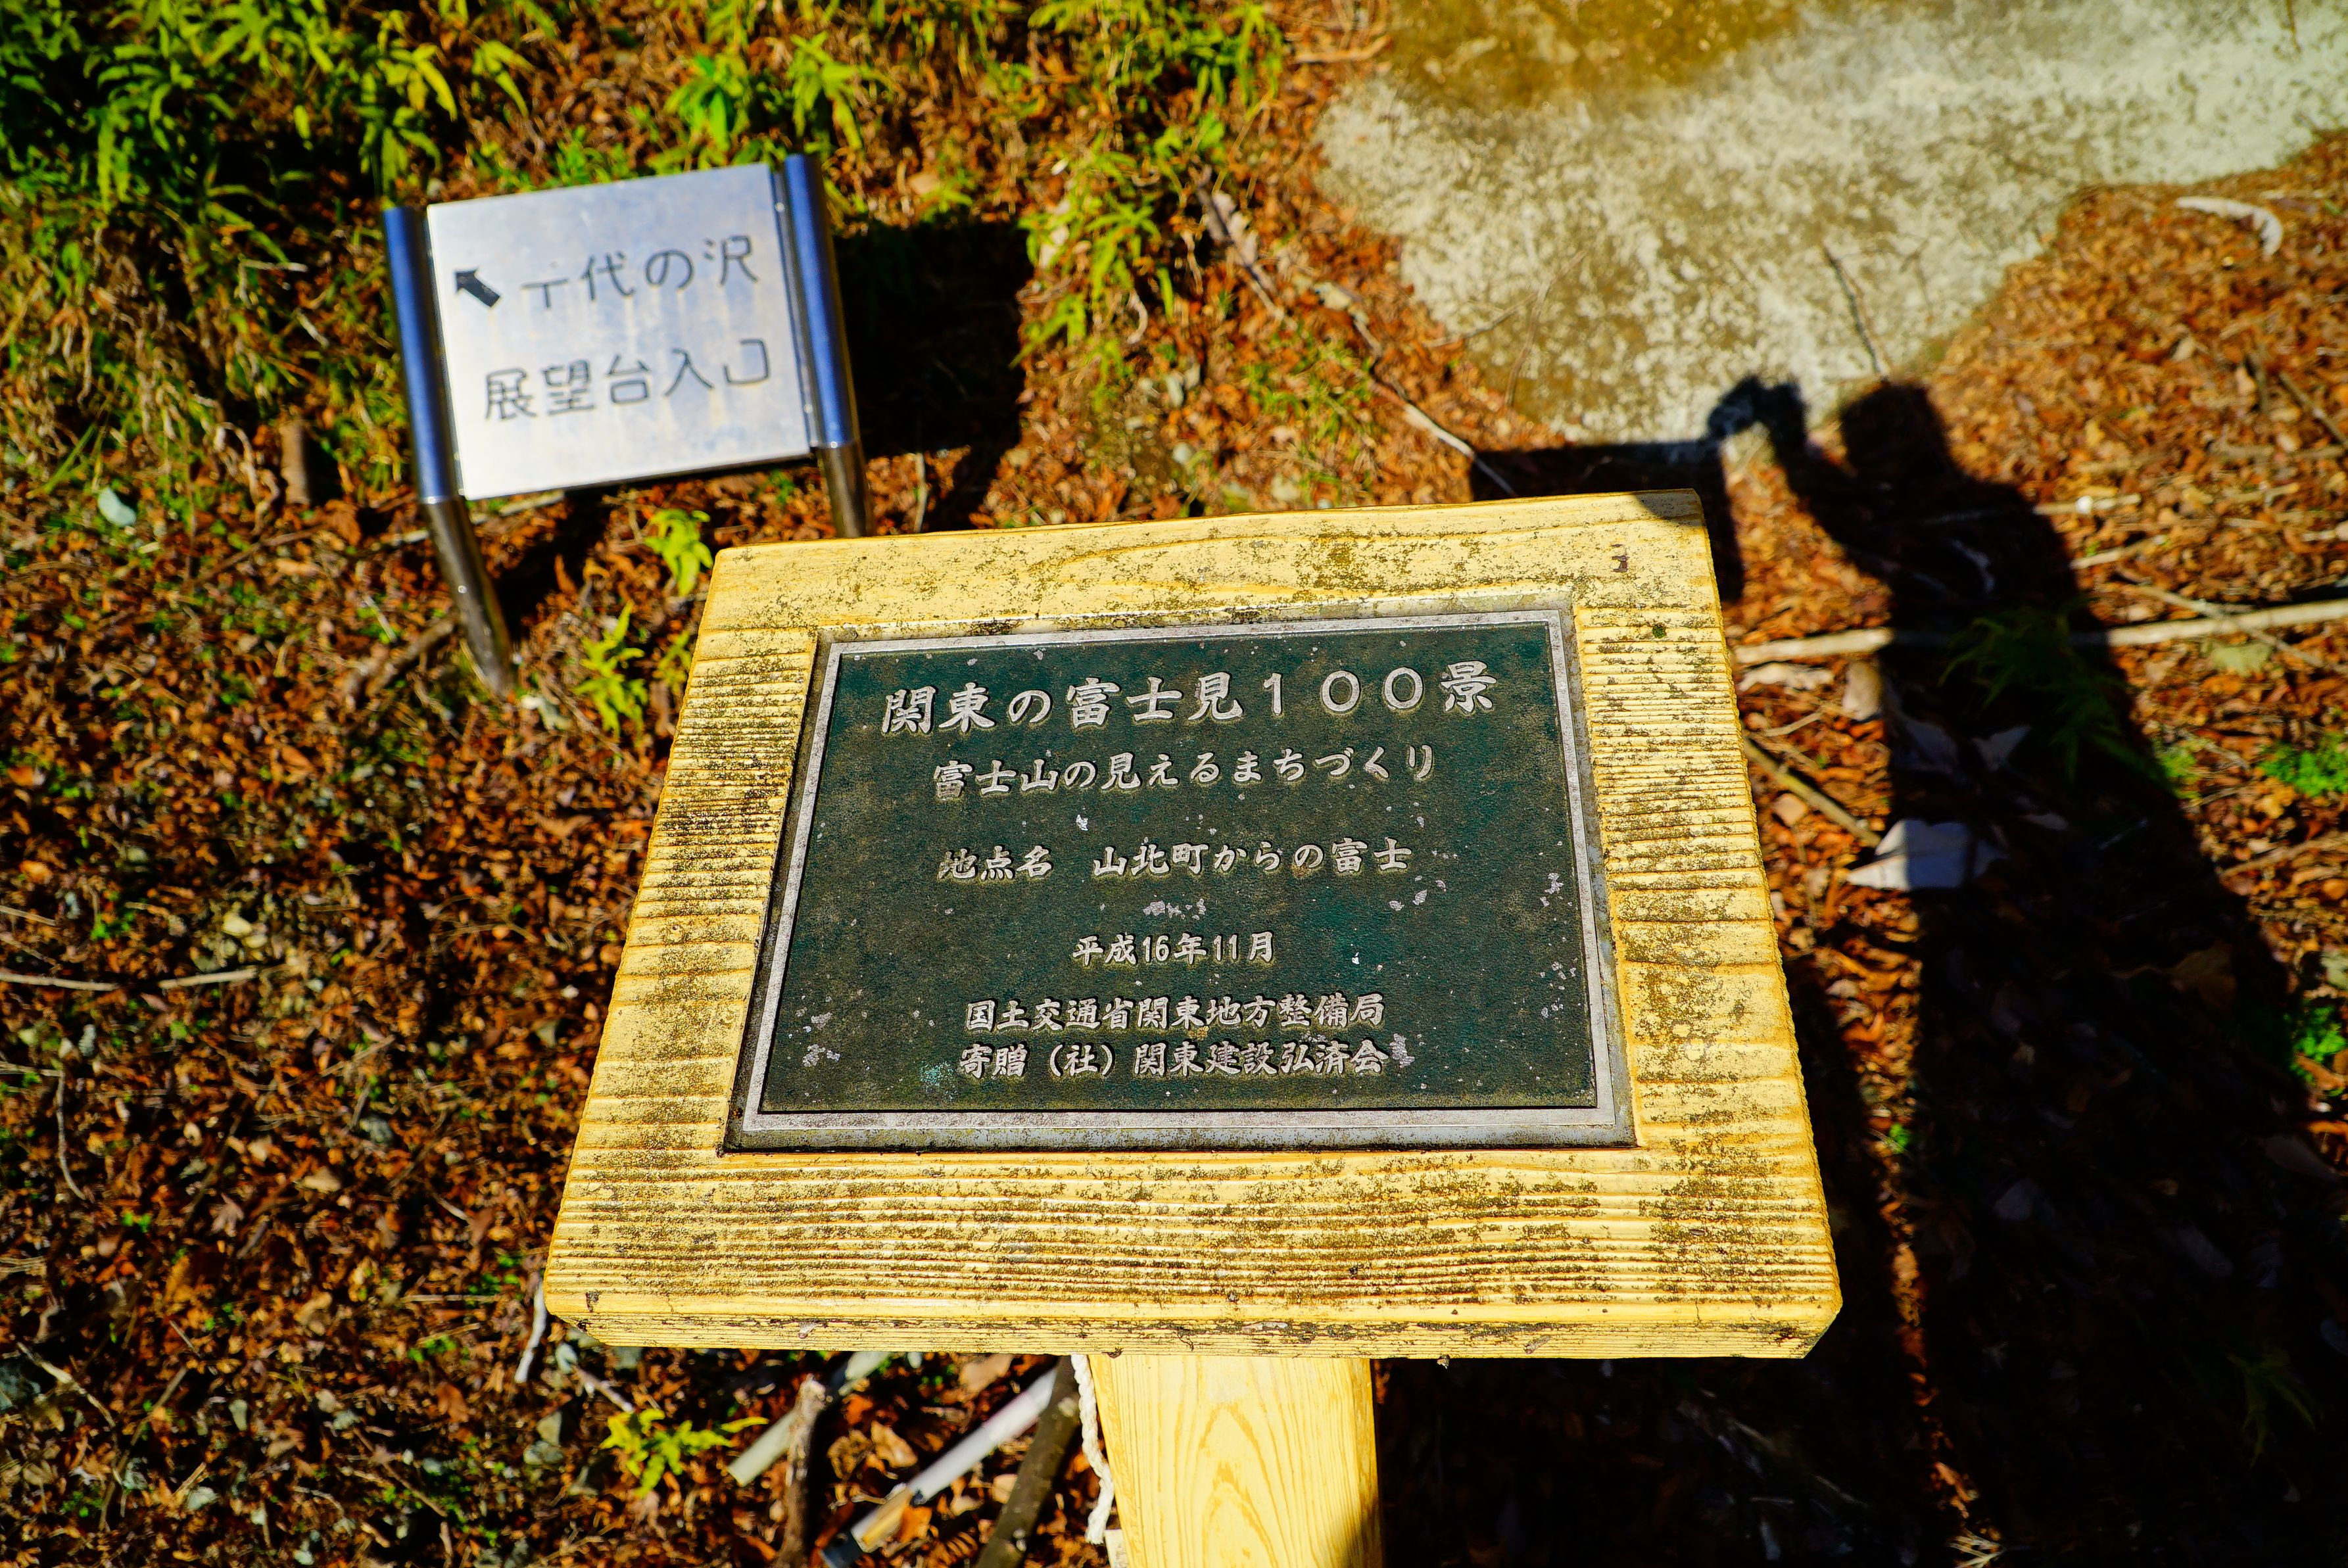 千代の沢
展望台入口
関東の富士見100景
富士山の見えるまちづくり
地点名 山北町からの富士
平成16年11月
国土交通省関東地方整備局
寄贈(社)関東建設弘済会